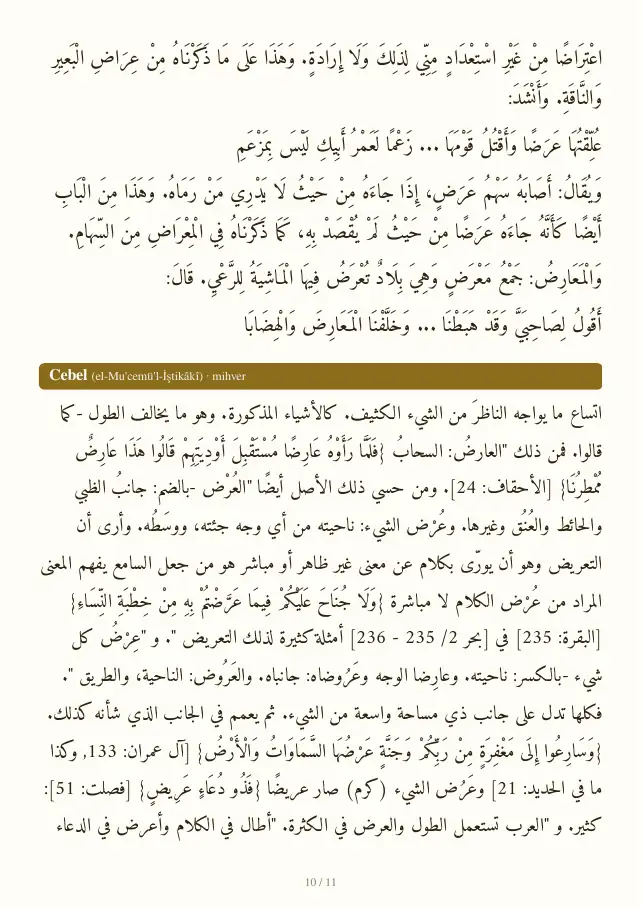 اعْتِرَاضًا مِنْ غَيْرِ اسْتِعْدَادٍ مِنِّي لِذَلِكَ وَلَا إِرَادَةٍ. وَهَذَا عَلَى مَا ذَكَرْنَاهُ مِنْ عِرَاضِ الْبَعِيرِ
وَالنَّاقَةِ. وَأَنْشَدَ:
عُلِّقْتُهَا عَرَضًا وَأَقْتُلُ قَوْمَهَا ... زَعْمًا لَعَمْرُ أَبِيكِ لَيْسَ بِمَزْعَمِ
وَيُقَالُ: أَصَابَهُ سَهْمُ عَرَضٍ، إِذَا جَاءَهُ مِنْ حَيْثُ لَا يَدْرِي مَنْ رَمَاهُ. وَهَذَا مِنَ الْبَابِ
أَيْضًا كَأَنَّهُ جَاءَهُ عَرَضًا مِنْ حَيْثُ لَمْ يُقْصَدْ بِهِ، كَمَا ذَكَرْنَاهُ فِي الْمِعْرَاضِ مِنَ السِّهَامِ.
وَالْمَعَارِضُ: جَمْعُ مَعْرَضٍ وَهِيَ بِلَادٌ تُعْرَضُ فِيهَا الْمَاشِيَةُ لِلرَّعْيِ. قَالَ:
أَقُولُ لِصَاحِبَيَّ وَقَدْ هَبَطْنَا ... وَخَلَّفْنَا الْمَعَارِضَ وَالْهِضَابَا
Cebel (el-Mu'cemü'l-İştikâkî) · mihver
اتساع ما يواجه الناظرَ من الشيء الكثيف. كالأشياء المذكورة. وهو ما يخالف الطول -كما
قالوا. فمن ذلك "العارضُ: السحابُ {فَلَمَّا رَأَوْهُ عَارِضًا مُسْتَقْبِلَ أَوْدِيَتِهِمْ قَالُوا هَذَا عَارِضٌ
مُمْطِرُنَا} [الأحقاف: 24]. ومن حسي ذلك الأصل أيضًا "العُرْض -بالضم: جانبُ الظبي
والحائط والعُنُق وغيرها. وعُرْض الشيء: ناحيته من أي وجه جئته، ووسَطُه. وأرى أن
التعريض وهو أن يورّى بكلام عن معنى غير ظاهر أو مباشر هو من جعل السامع يفهم المعنى
المراد من عُرْض الكلام لا مباشرة {وَلَا جُنَاحَ عَلَيْكُمْ فِيمَا عَرَّضْتُمْ بِهِ مِنْ خِطْبَةِ النِّسَاءِ}
[البقرة: 235] في [بحر 2/ 235 - 236] أمثلة كثيرة لذلك التعريض ". و "عِرْضُ كل
شيء -بالكسر: ناحيته. وعارِضا الوجه وعَرُوضاه: جانباه. والعَرُوض: الناحية، والطريق ".
فكلها تدل على جانب ذي مساحة واسعة من الشيء. ثم يعمم في الجانب الذي شأنه كذلك.
{وَسَارِعُوا إِلَى مَغْفِرَةٍ مِنْ رَبِّكُمْ وَجَنَّةٍ عَرْضُهَا السَّمَاوَاتُ وَالْأَرْضُ} [آل عمران: 133, وكذا
ما في الحديد: 21] وعَرُض الشيء (كرم) صار عريضًا {فَذُو دُعَاءٍ عَرِيضٍ} [فصلت: 51]:
كثير. و "العرب تستعمل الطول والعرض في الكثرة. "أطال في الكلام وأعرض في الدعاء
10 / 11